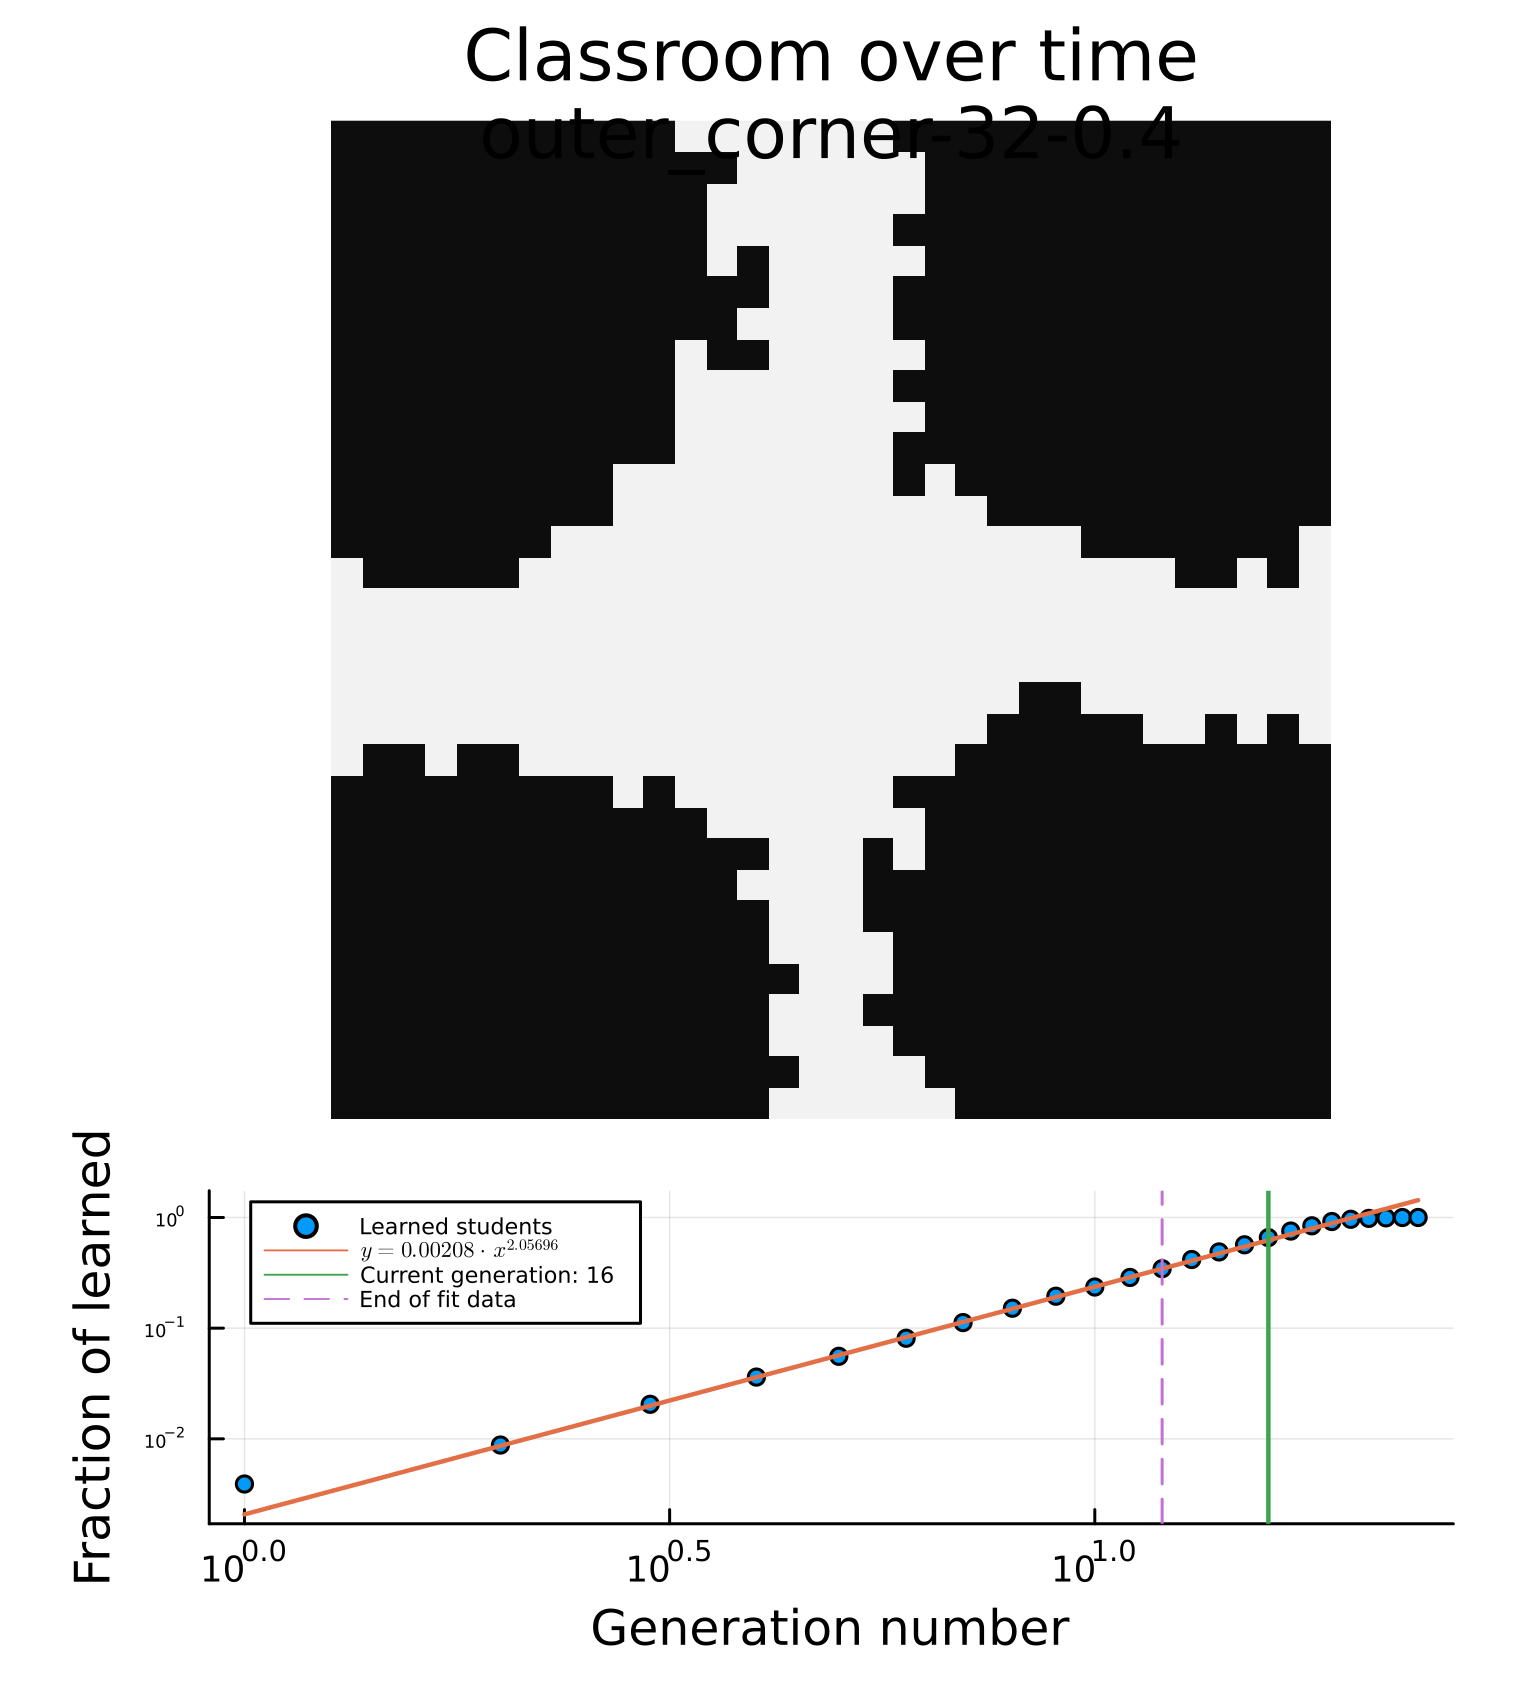 Classroom over time
outer_corner-32-0.4
Fraction of learned
10^0
10^-1
10^-2
Learned students
y = 0.00208 · x^2.05696
Current generation: 16
End of fit data
10^0.0
10^0.5
10^1.0
Generation number